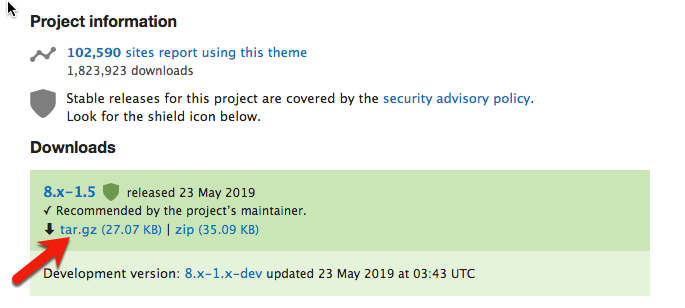 Project information
102,590 sites report using this theme
1,823,923 downloads
Stable releases for this project are covered by the security advisory policy.
Look for the shield icon below.
Downloads
8.x-1.5 released 23 May 2019
✓ Recommended by the project's maintainer.
tar.gz (27.07 KB) | zip (35.09 KB)
Development version: 8.x-1.x-dev updated 23 May 2019 at 03:43 UTC